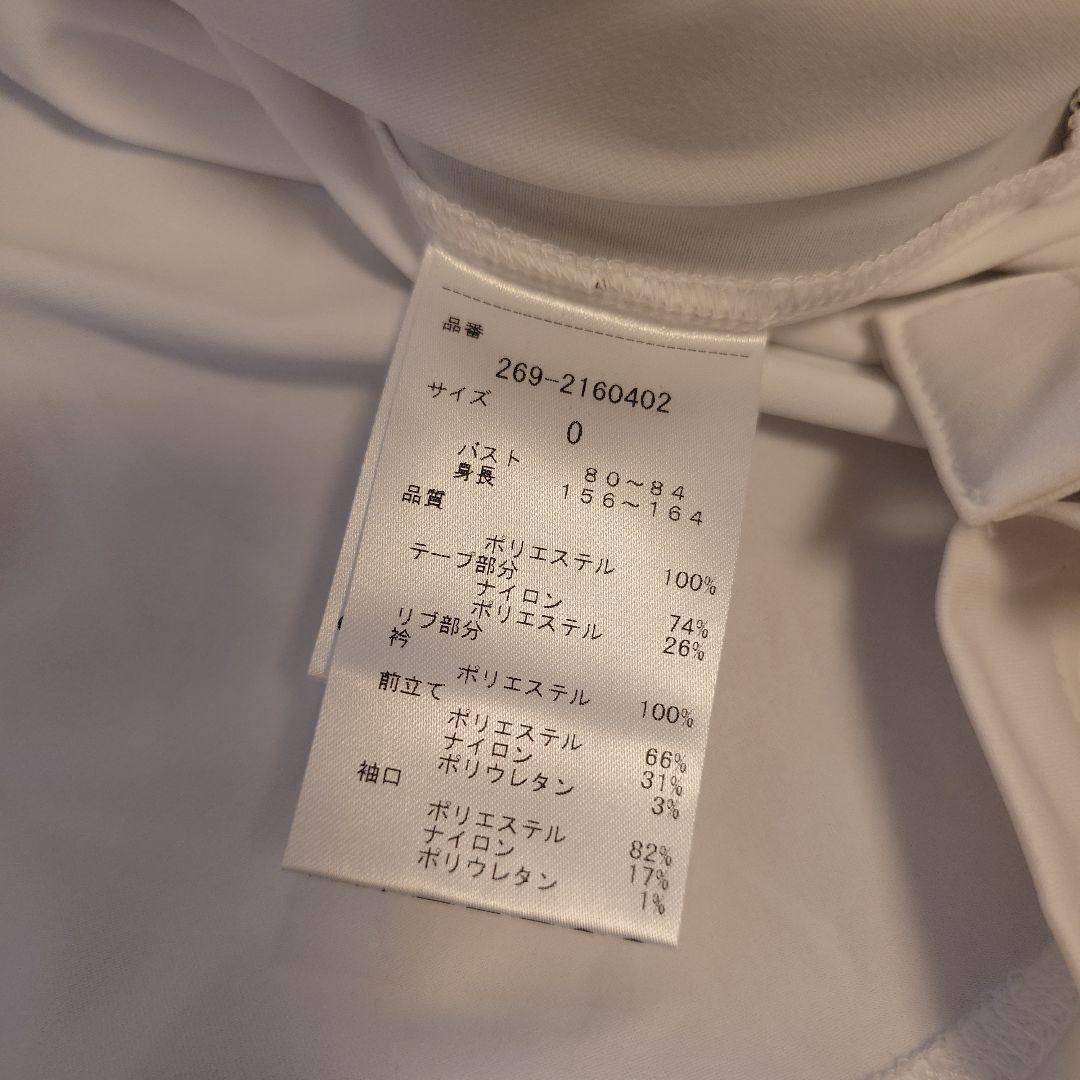 品番
269-2160402
サイズ
0
バスト 80～84
身長 156～164
品質
ポリエステル 100%
テープ部分
ナイロン 74%
ポリエステル 26%
リブ部分
衿
ポリエステル 100%
前立て
ポリエステル 66%
ナイロン 31%
ポリウレタン 3%
袖口
ポリエステル 82%
ナイロン 17%
ポリウレタン 1%